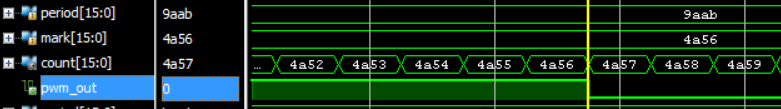 period[15:0] 9aab 9aab
mark[15:0] 4a56 4a56
count[15:0] 4a57 ... 4a52 4a53 4a54 4a55 4a56 4a57 4a58 4a59
pwm_out 0